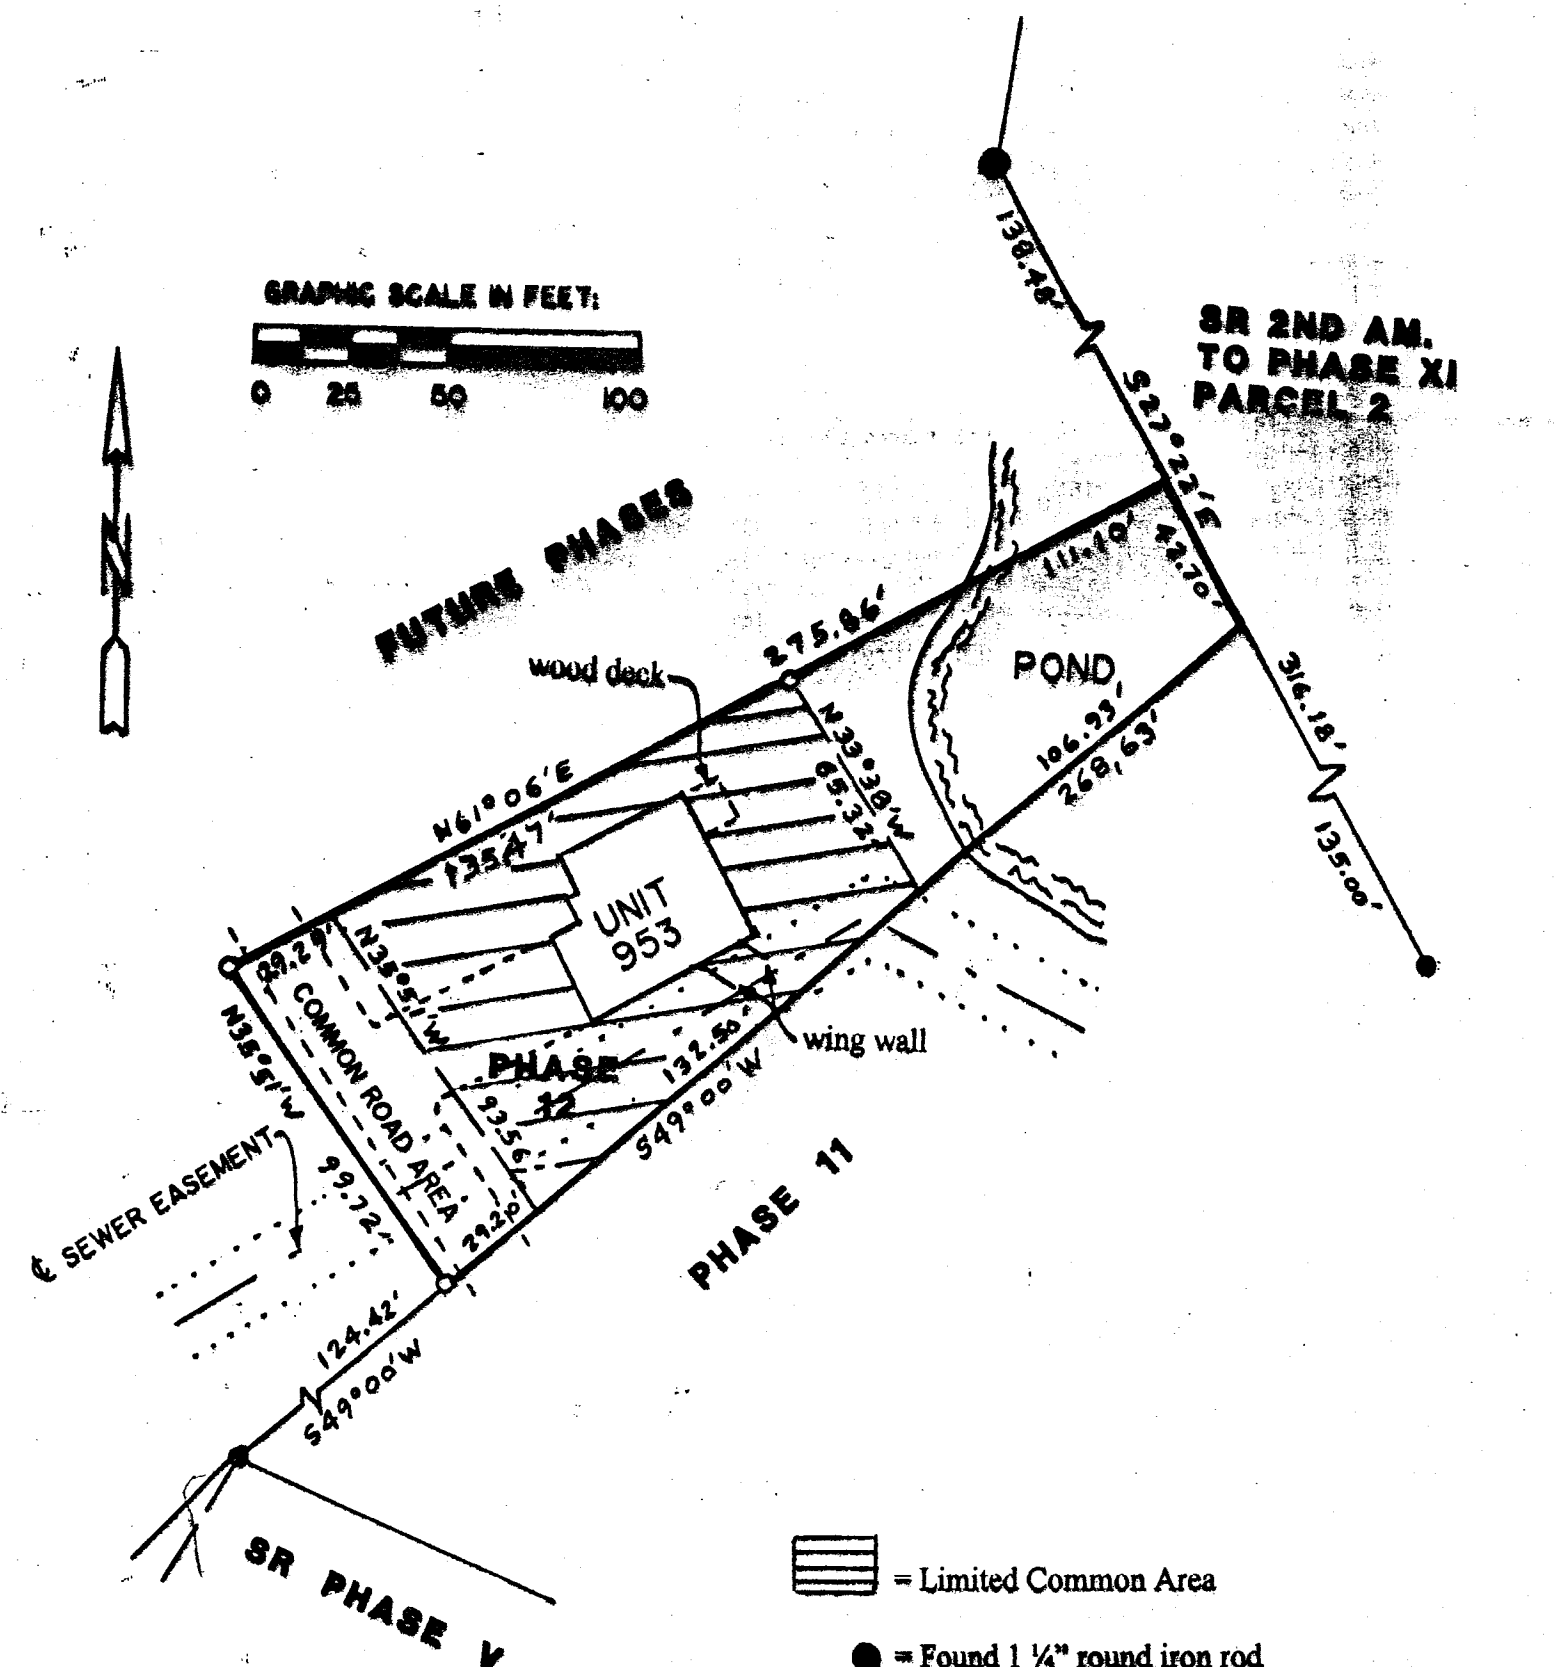 138.48'
GRAPHIC SCALE IN FEET:
0 25 50 100
SR 2ND AM.
TO PHASE XI
PARCEL 2
S27°22'E
N
FUTURE PHASES
111.10'
42.70'
275.86'
wood deck
POND
316.18'
N33°38'W
65.32'
106.93'
268,63'
N61°06'E
135.47'
135.00'
UNIT
953
29.29'
N35°51'W
COMMON ROAD AREA
N35°51'W
wing wall
PHASE
12
132.50'
S49°00'W
93.56'
℄ SEWER EASEMENT
99.72'
PHASE 11
124.42'
S49°00'W
SR PHASE V
= Limited Common Area
= Found 1 ¼" round iron rod